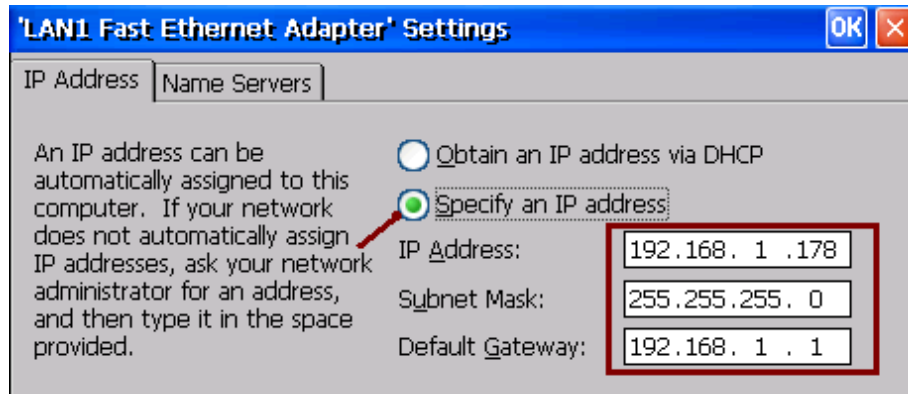 'LAN1 Fast Ethernet Adapter' Settings
OK
IP Address
Name Servers
An IP address can be
automatically assigned to this
computer. If your network
does not automatically assign
IP addresses, ask your network
administrator for an address,
and then type it in the space
provided.
Obtain an IP address via DHCP
Specify an IP address
IP Address: 192.168. 1 .178
Subnet Mask: 255.255.255. 0
Default Gateway: 192.168. 1 . 1